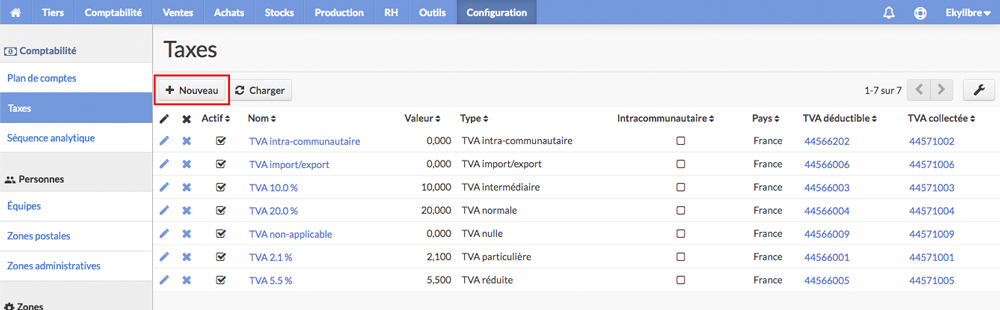 Tiers Comptabilité Ventes Achats Stocks Production RH Outils Configuration Ekylibre
Comptabilité
Plan de comptes
Taxes
Séquence analytique
Personnes
Équipes
Zones postales
Zones administratives
Zones
Taxes
Nouveau Charger 1-7 sur 7
Actif Nom Valeur Type Intracommunautaire Pays TVA déductible TVA collectée
TVA intra-communautaire 0,000 TVA intra-communautaire France 44566202 44571002
TVA import/export 0,000 TVA import/export France 44566006 44571006
TVA 10.0 % 10,000 TVA intermédiaire France 44566003 44571003
TVA 20.0 % 20,000 TVA normale France 44566004 44571004
TVA non-applicable 0,000 TVA nulle France 44566009 44571009
TVA 2.1 % 2,100 TVA particulière France 44566001 44571001
TVA 5.5 % 5,500 TVA réduite France 44566005 44571005